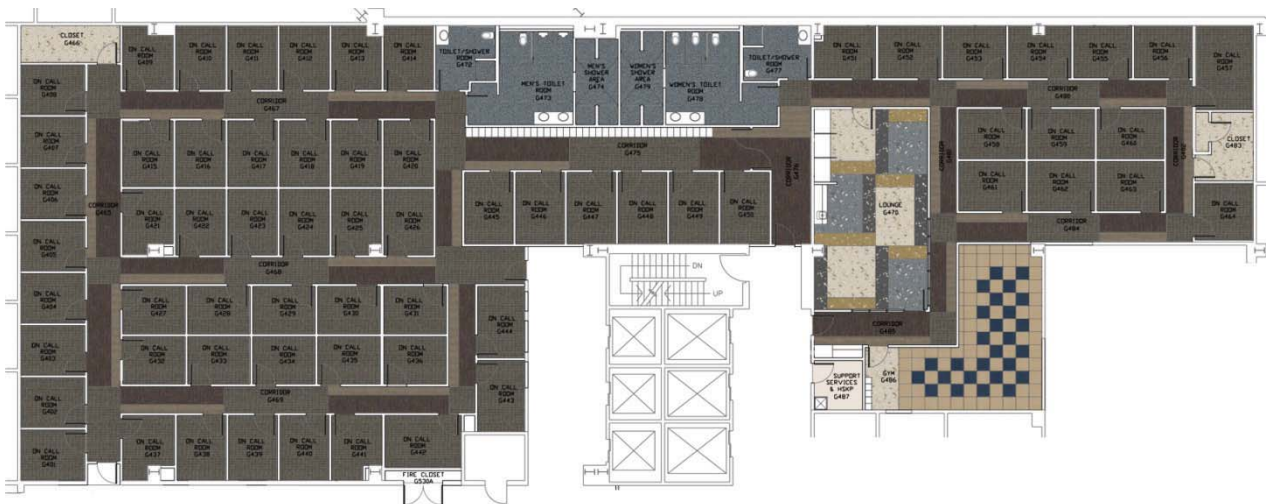 CLOSET
G466
ON CALL
ROOM
G409
ON CALL
ROOM
G410
ON CALL
ROOM
G411
ON CALL
ROOM
G412
ON CALL
ROOM
G413
ON CALL
ROOM
G414
TOILET/SHOWER
ROOM
G472
MEN'S TOILET
ROOM
G473
MEN'S
SHOWER
AREA
G474
WOMEN'S
SHOWER
AREA
G479
WOMEN'S TOILET
ROOM
G478
TOILET/SHOWER
ROOM
G477
ON CALL
ROOM
G451
ON CALL
ROOM
G452
ON CALL
ROOM
G453
ON CALL
ROOM
G454
ON CALL
ROOM
G455
ON CALL
ROOM
G456
ON CALL
ROOM
G457
ON CALL
ROOM
G408
CORRIDOR
G467
CORRIDOR
G480
ON CALL
ROOM
G407
ON CALL
ROOM
G415
ON CALL
ROOM
G416
ON CALL
ROOM
G417
ON CALL
ROOM
G418
ON CALL
ROOM
G419
ON CALL
ROOM
G420
CORRIDOR
G475
CORRIDOR
G476
CORRIDOR
G481
ON CALL
ROOM
G458
ON CALL
ROOM
G459
ON CALL
ROOM
G460
CORRIDOR
G482
CLOSET
G483
ON CALL
ROOM
G406
CORRIDOR
G465
ON CALL
ROOM
G421
ON CALL
ROOM
G422
ON CALL
ROOM
G423
ON CALL
ROOM
G424
ON CALL
ROOM
G425
ON CALL
ROOM
G426
ON CALL
ROOM
G445
ON CALL
ROOM
G446
ON CALL
ROOM
G447
ON CALL
ROOM
G448
ON CALL
ROOM
G449
ON CALL
ROOM
G450
LOUNGE
G470
ON CALL
ROOM
G461
ON CALL
ROOM
G462
ON CALL
ROOM
G463
ON CALL
ROOM
G464
CORRIDOR
G484
ON CALL
ROOM
G405
CORRIDOR
G468
DN
UP
ON CALL
ROOM
G404
ON CALL
ROOM
G427
ON CALL
ROOM
G428
ON CALL
ROOM
G429
ON CALL
ROOM
G430
ON CALL
ROOM
G431
ON CALL
ROOM
G444
CORRIDOR
G485
ON CALL
ROOM
G403
ON CALL
ROOM
G432
ON CALL
ROOM
G433
ON CALL
ROOM
G434
ON CALL
ROOM
G435
ON CALL
ROOM
G436
ON CALL
ROOM
G443
SUPPORT
SERVICES
& HSKP
G487
GYM
G486
ON CALL
ROOM
G402
CORRIDOR
G469
ON CALL
ROOM
G401
ON CALL
ROOM
G437
ON CALL
ROOM
G438
ON CALL
ROOM
G439
ON CALL
ROOM
G440
ON CALL
ROOM
G441
ON CALL
ROOM
G442
FIRE CLOSET
G530A